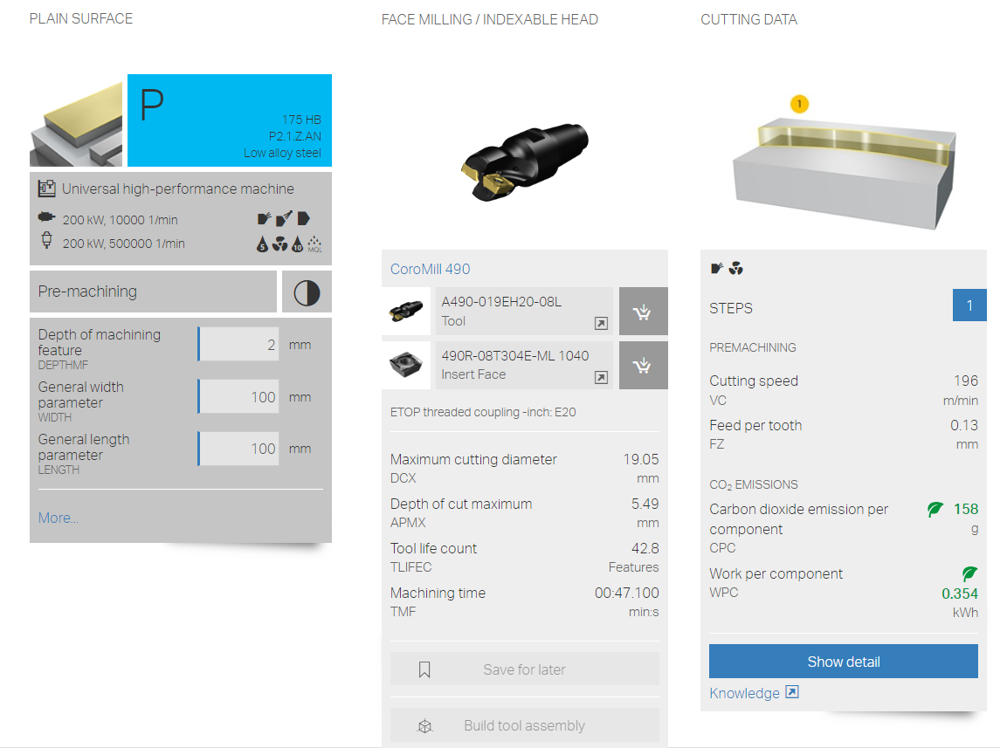 PLAIN SURFACE
P
175 HB
P2.1.Z.AN
Low alloy steel
Universal high-performance machine
200 kW, 10000 1/min
200 kW, 500000 1/min
5
10
MQL
Pre-machining
Depth of machining
feature
DEPTHMF
2 mm
General width
parameter
WIDTH
100 mm
General length
parameter
LENGTH
100 mm
More...
FACE MILLING / INDEXABLE HEAD
CoroMill 490
A490-019EH20-08L
Tool
490R-08T304E-ML 1040
Insert Face
ETOP threaded coupling -inch: E20
Maximum cutting diameter 19.05
DCX mm
Depth of cut maximum 5.49
APMX mm
Tool life count 42.8
TLIFEC Features
Machining time 00:47.100
TMF min:s
Save for later
Build tool assembly
CUTTING DATA
1
STEPS 1
PREMACHINING
Cutting speed 196
VC m/min
Feed per tooth 0.13
FZ mm
CO₂ EMISSIONS
Carbon dioxide emission per 158
component g
CPC
Work per component
WPC 0.354
kWh
Show detail
Knowledge